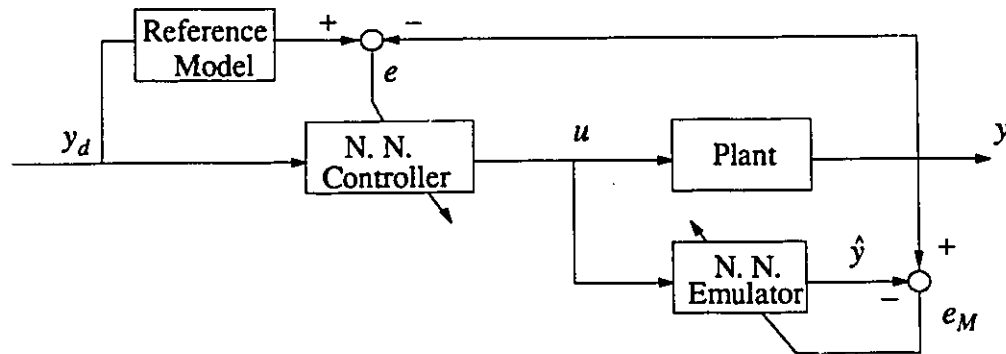 Reference
Model
+
−
e
y_d
N. N.
Controller
u
Plant
y
N. N.
Emulator
ŷ
+
−
e_M